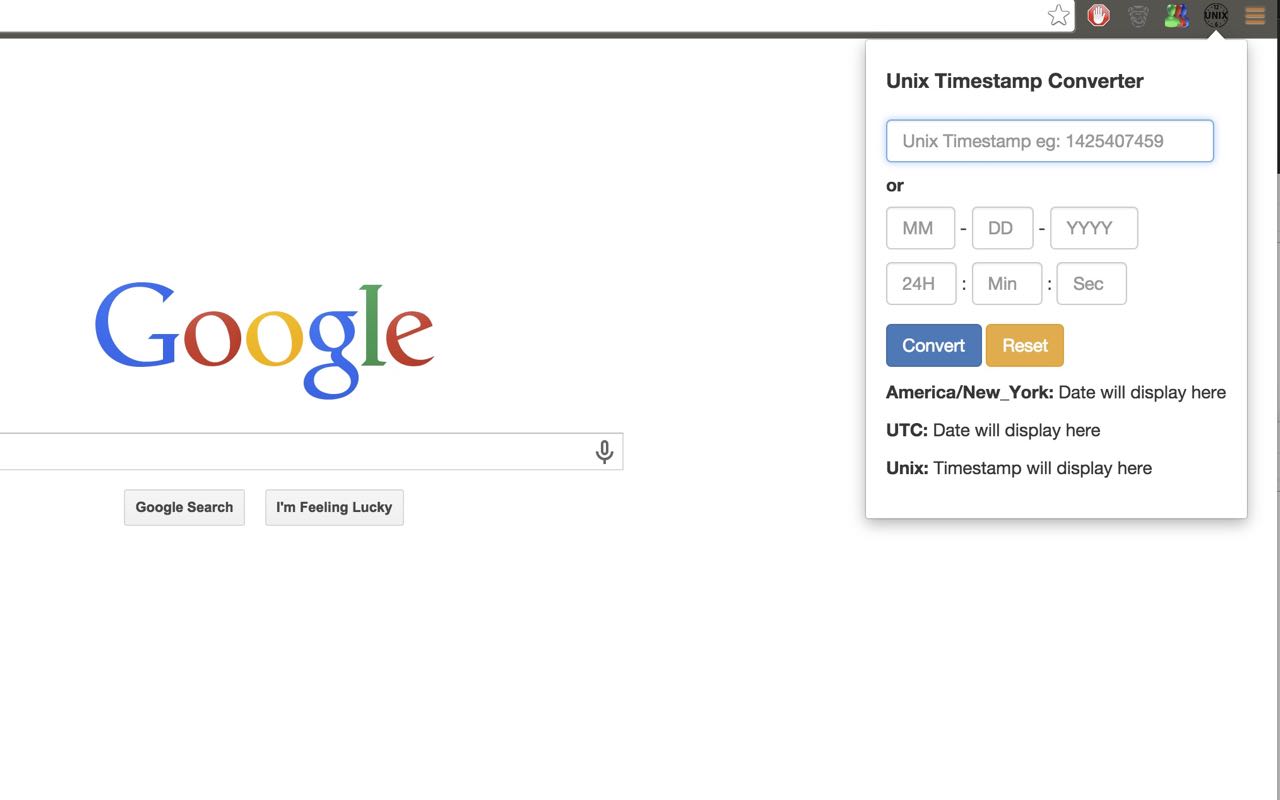 UNIX
Unix Timestamp Converter
Unix Timestamp eg: 1425407459
or
MM - DD - YYYY
24H : Min : Sec
Convert Reset
America/New_York: Date will display here
UTC: Date will display here
Unix: Timestamp will display here
Google
Google Search I'm Feeling Lucky